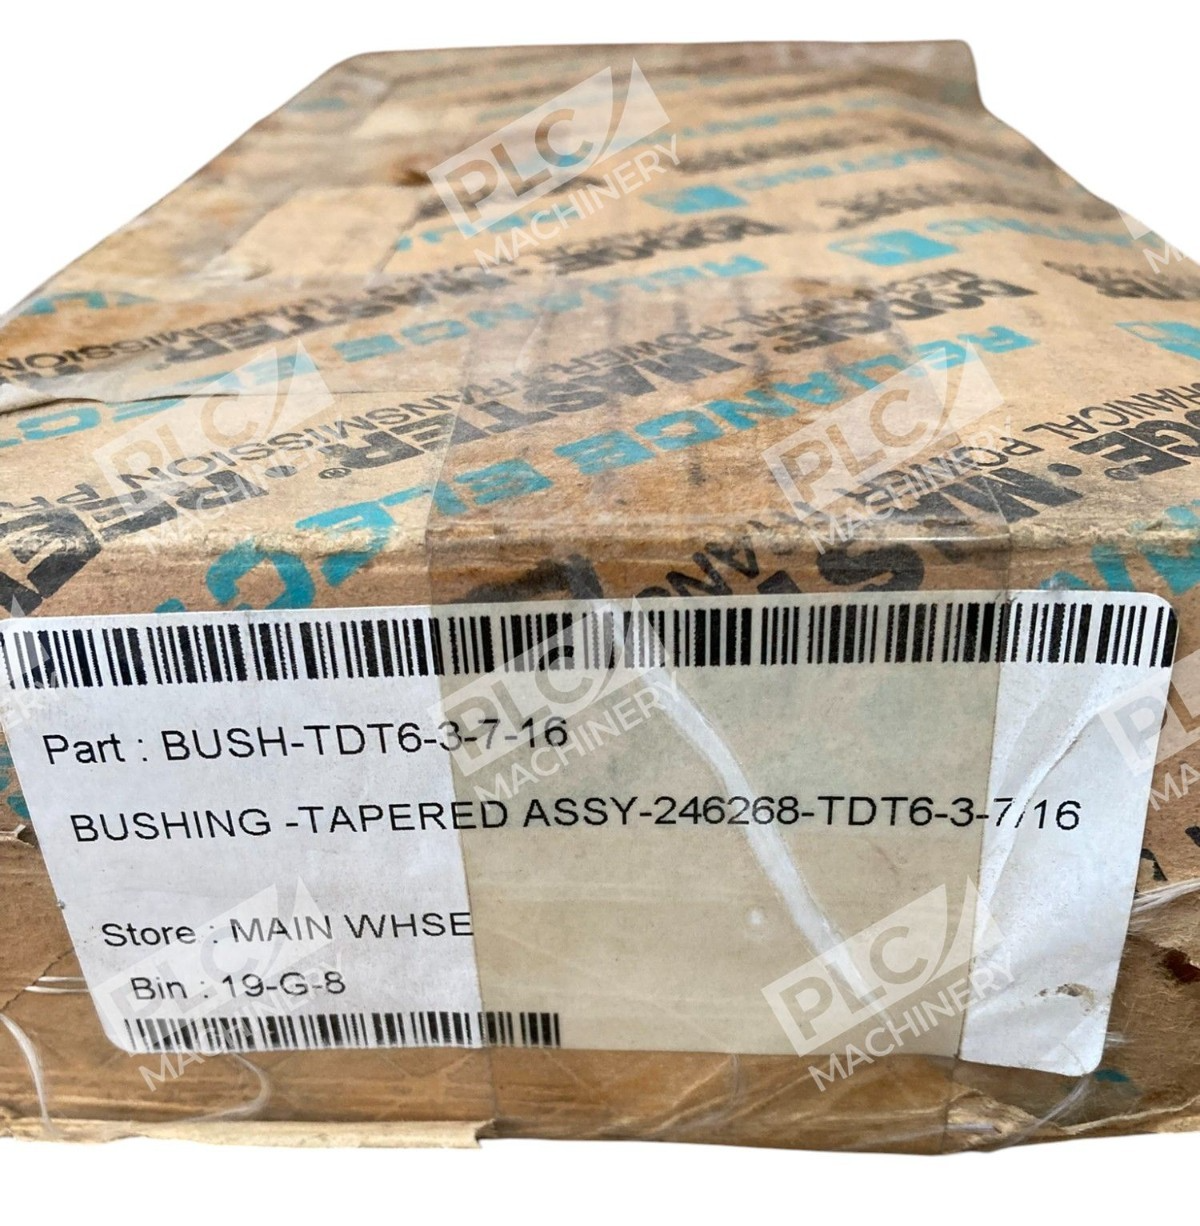 DODGE • MASTER • RELIANCE ELECTRIC
MECHANICAL POWER TRANSMISSION
Part : BUSH-TDT6-3-7-16
BUSHING -TAPERED ASSY-246268-TDT6-3-7/16
Store : MAIN WHSE
Bin : 19-G-8
PLC MACHINERY